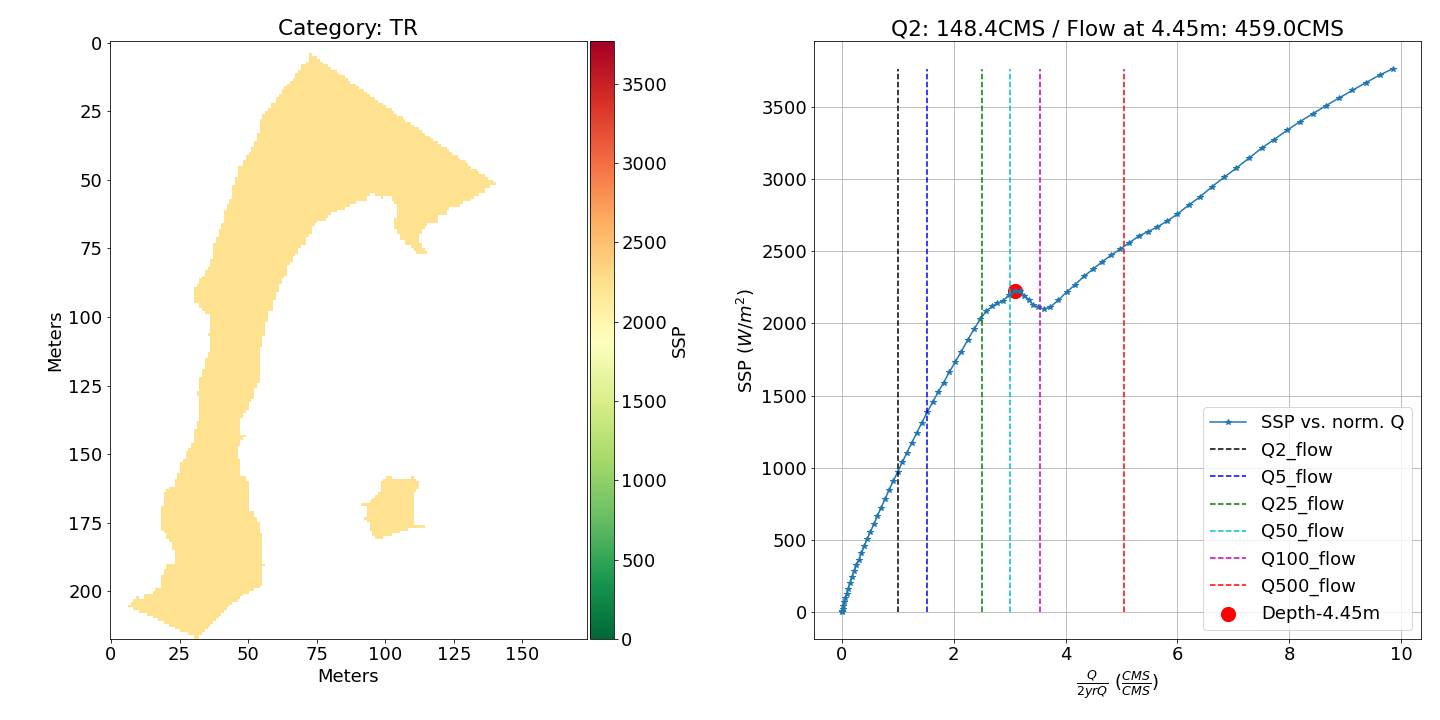 Category: TR
0
25
50
75
100
125
150
175
200
Meters
0
25
50
75
100
125
150
Meters
3500
3000
2500
2000
1500
1000
500
0
SSP
Q2: 148.4CMS / Flow at 4.45m: 459.0CMS
3500
3000
2500
2000
1500
1000
500
0
SSP (W/m²)
0
2
4
6
8
10
Q/2yrQ (CMS/CMS)
SSP vs. norm. Q
Q2_flow
Q5_flow
Q25_flow
Q50_flow
Q100_flow
Q500_flow
Depth-4.45m